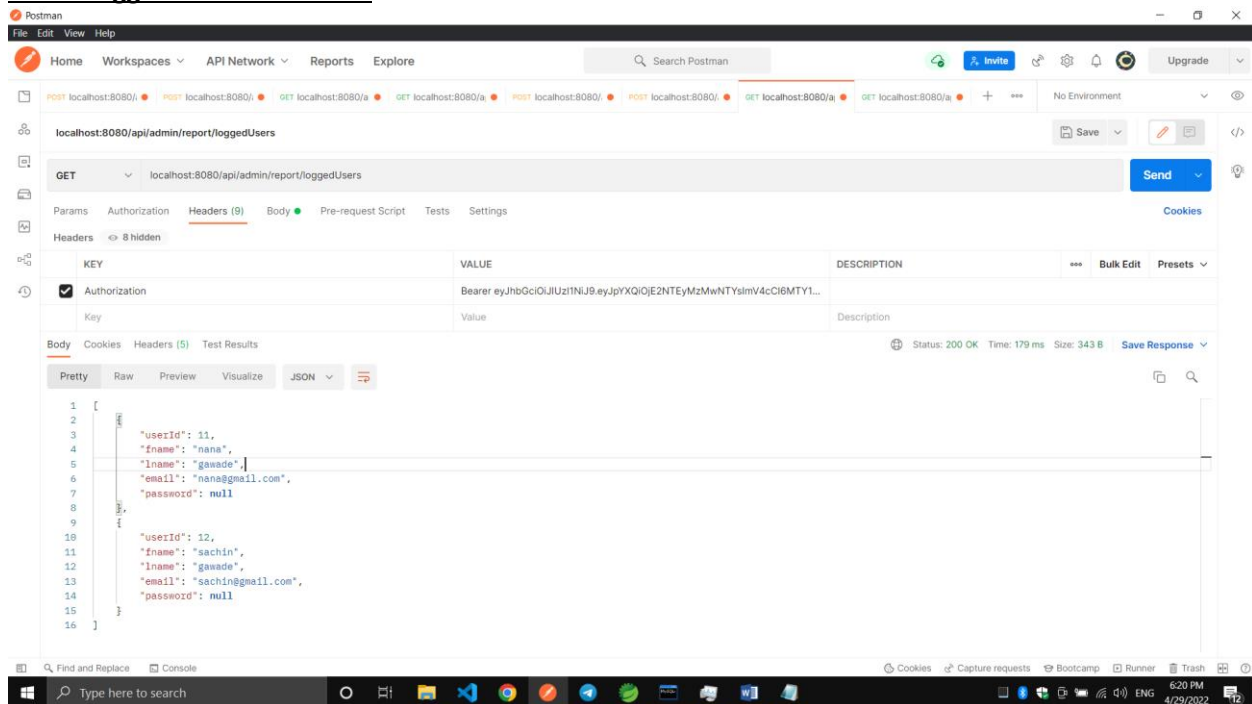 Postman
File Edit View Help
Home Workspaces API Network Reports Explore Search Postman Invite Upgrade
POST localhost:8080/ POST localhost:8080/ GET localhost:8080/a GET localhost:8080/a POST localhost:8080/ POST localhost:8080/ GET localhost:8080/a GET localhost:8080/a + No Environment
localhost:8080/api/admin/report/loggedUsers Save
GET localhost:8080/api/admin/report/loggedUsers Send
Params Authorization Headers (9) Body Pre-request Script Tests Settings Cookies
Headers 8 hidden
KEY VALUE DESCRIPTION Bulk Edit Presets
Authorization Bearer ...
Key Value Description
Body Cookies Headers (5) Test Results Status: 200 OK Time: 179 ms Size: 343 B Save Response
Pretty Raw Preview Visualize JSON
1 [
2 {
3 "userId": 11,
4 "fname": "nana",
5 "lname": "gawade",
6 "email": "nana@gmail.com",
7 "password": null
8 },
9 {
10 "userId": 12,
11 "fname": "sachin",
12 "lname": "gawade",
13 "email": "sachin@gmail.com",
14 "password": null
15 }
16 ]
Find and Replace Console Cookies Capture requests Bootcamp Runner Trash
Type here to search ENG 6:20 PM
4/29/2022